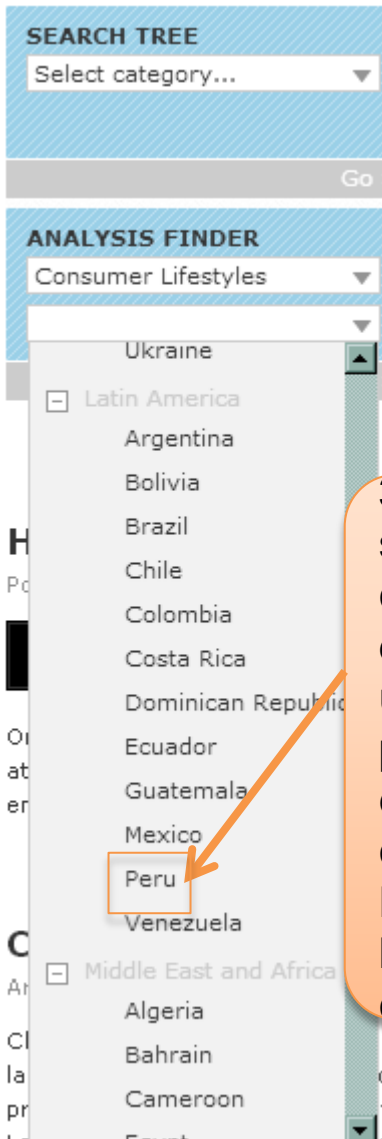 SEARCH TREE
Select category...
Go
ANALYSIS FINDER
Consumer Lifestyles
Ukraine
Latin America
Argentina
Bolivia
Brazil
Chile
Colombia
Costa Rica
Dominican Republic
Ecuador
Guatemala
Mexico
Peru
Venezuela
Middle East and Africa
Algeria
Bahrain
Cameroon